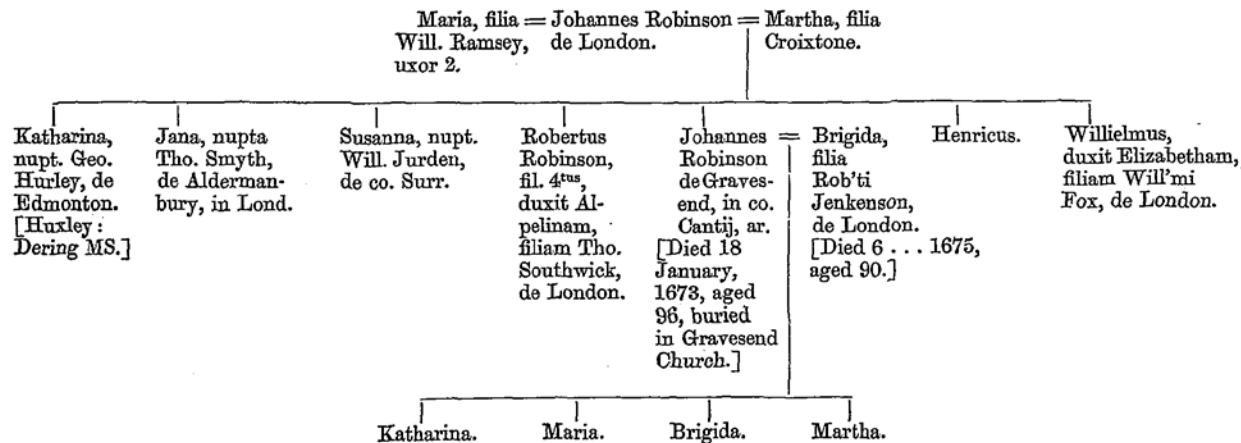 Maria, filia = Johannes Robinson = Martha, filia
Will. Ramsey, de London. Croixtone.
uxor 2.
Katharina,
nupt. Geo.
Hurley, de
Edmonton.
[Huxley:
Dering MS.]
Jana, nupta
Tho. Smyth,
de Alderman-
bury, in Lond.
Susanna, nupt.
Will. Jurden,
de co. Surr.
Robertus
Robinson,
fil. 4tus,
duxit Al-
pelinam,
filiam Tho.
Southwick,
de London.
Johannes =
Robinson
de Graves-
end, in co.
Cantij, ar.
[Died 18
January,
1673, aged
96, buried
in Gravesend
Church.]
Brigida,
filia
Rob'ti
Jenkenson,
de London.
[Died 6 . . . 1675,
aged 90.]
Henricus.
Willielmus,
duxit Elizabetham,
filiam Will'mi
Fox, de London.
Katharina. Maria. Brigida. Martha.